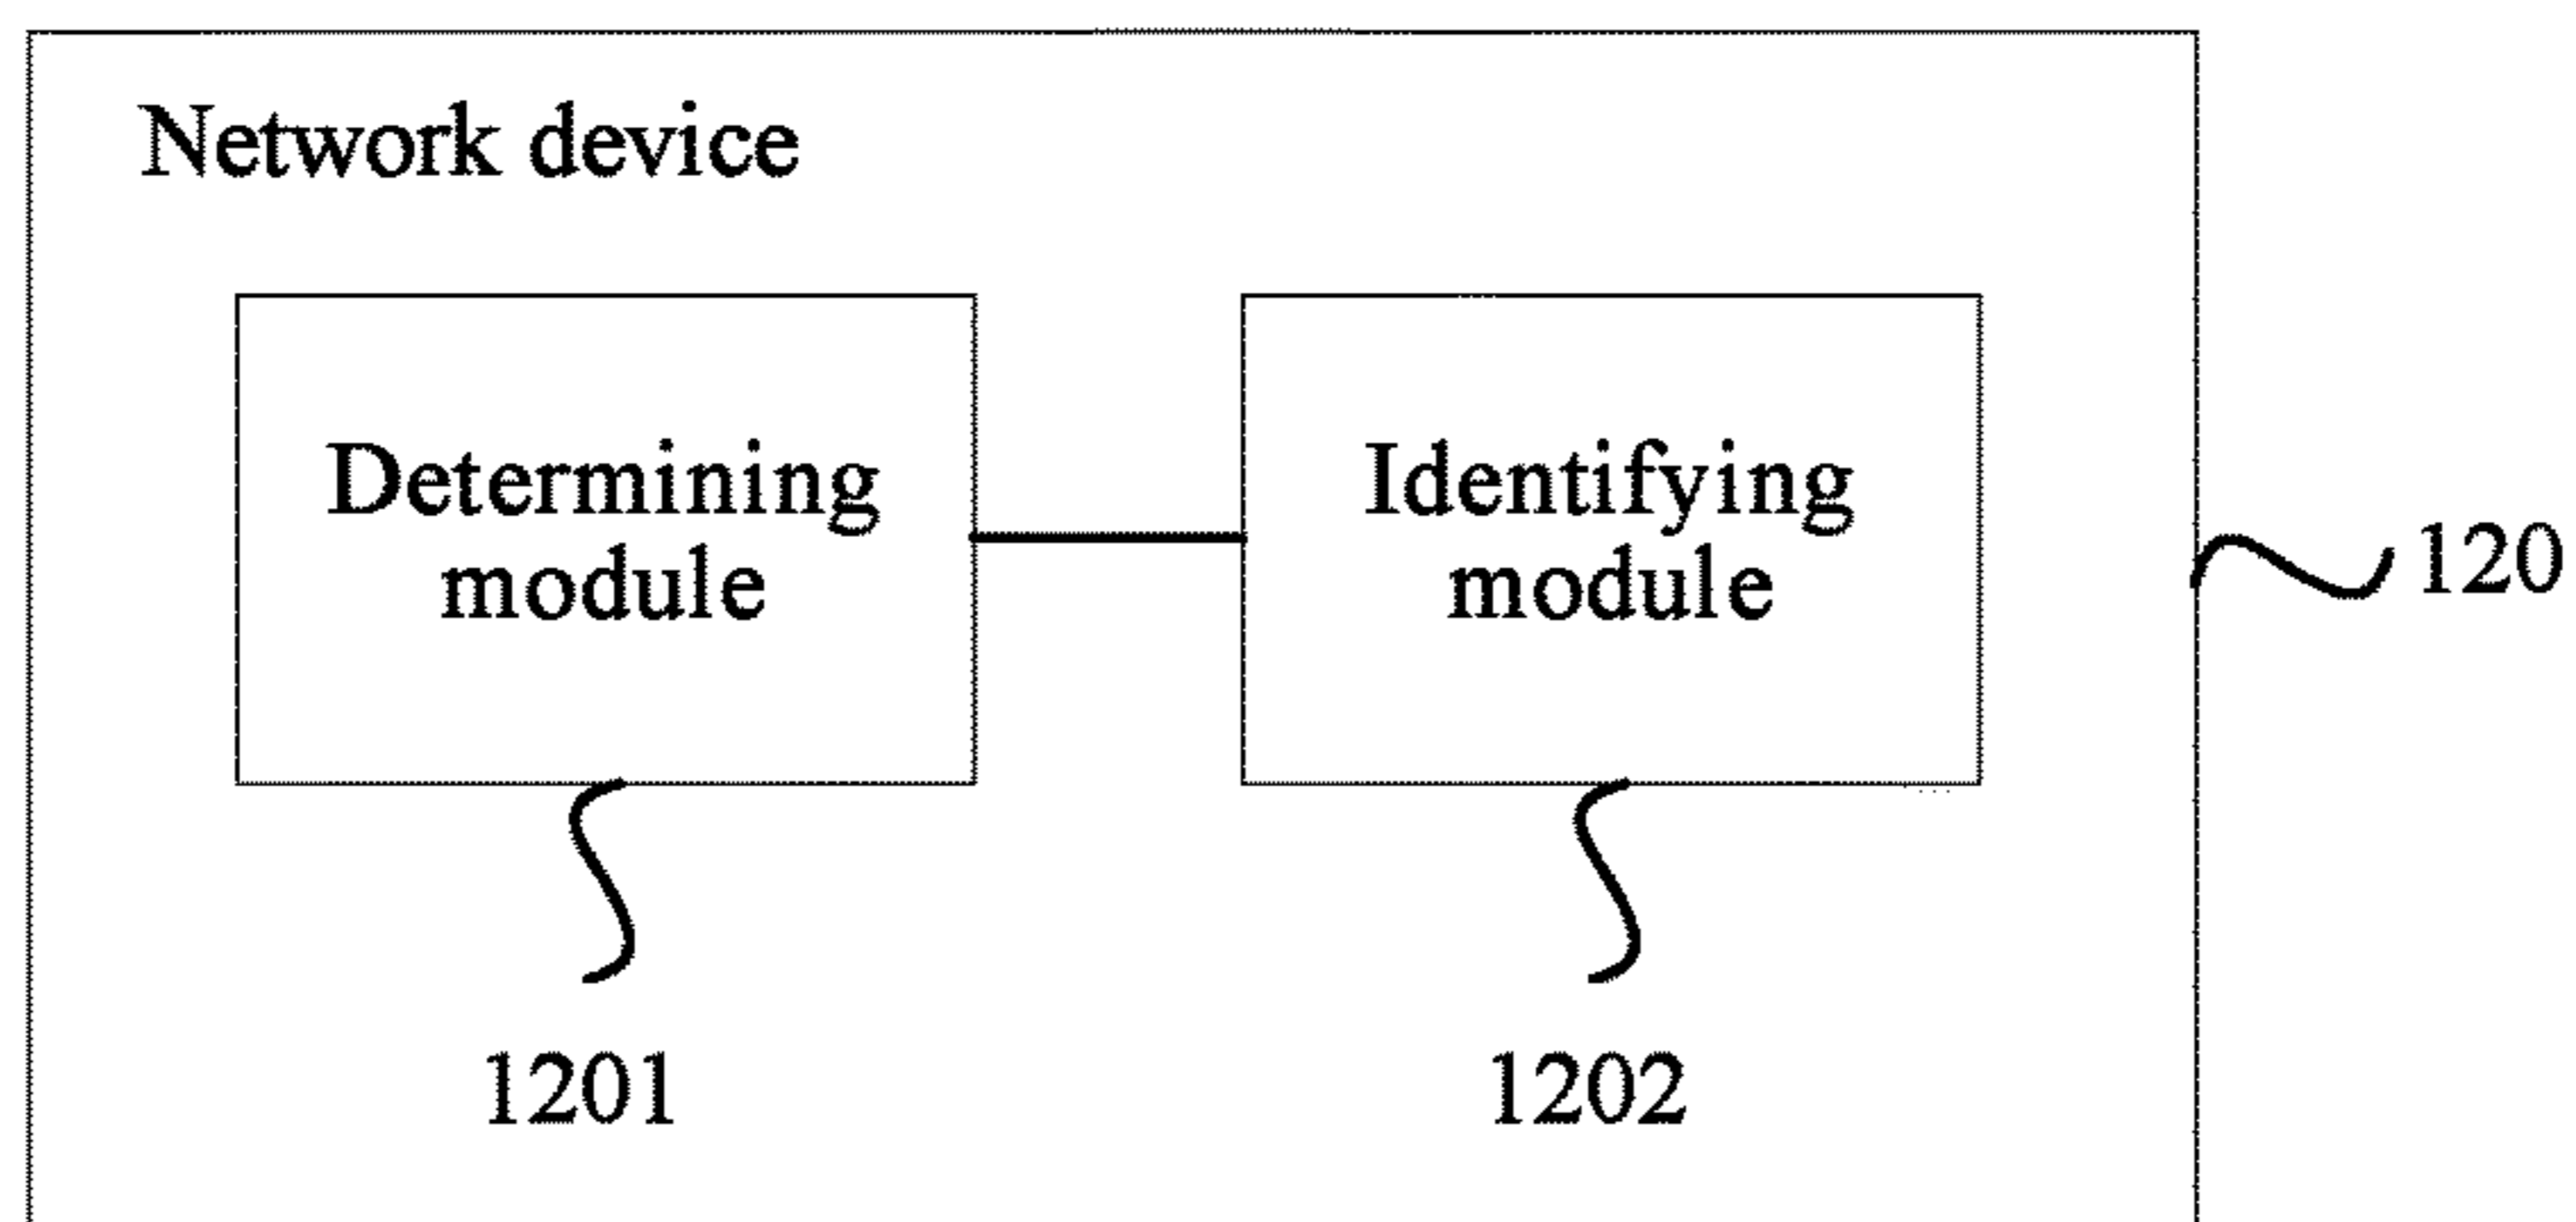 Network device
Determining
module
Identifying
module
120
1201
1202